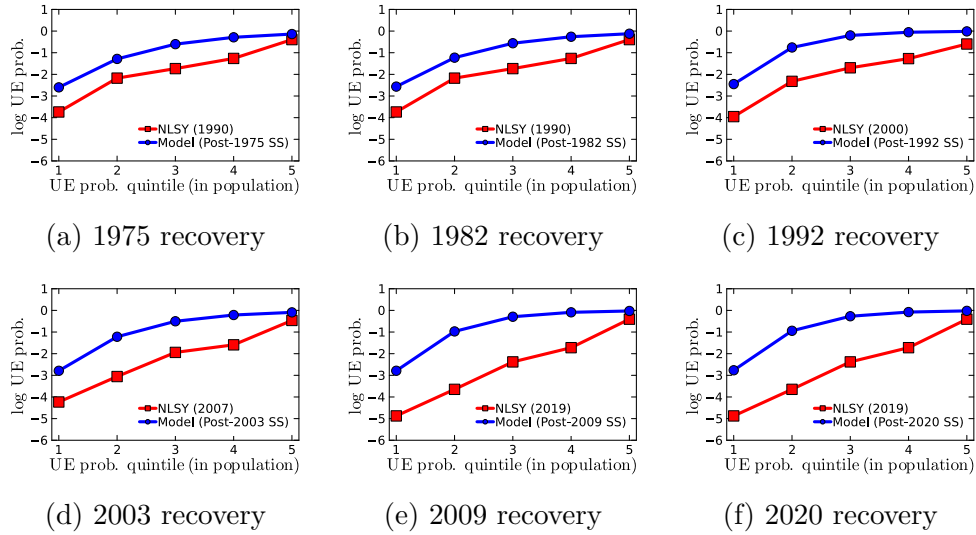 1
0
−1
−2
−3
−4
−5
−6
log UE prob.
NLSY (1990)
Model (Post-1975 SS)
1 2 3 4 5
UE prob. quintile (in population)
(a) 1975 recovery
1
0
−1
−2
−3
−4
−5
−6
log UE prob.
NLSY (1990)
Model (Post-1982 SS)
1 2 3 4 5
UE prob. quintile (in population)
(b) 1982 recovery
1
0
−1
−2
−3
−4
−5
−6
log UE prob.
NLSY (2000)
Model (Post-1992 SS)
1 2 3 4 5
UE prob. quintile (in population)
(c) 1992 recovery
1
0
−1
−2
−3
−4
−5
−6
log UE prob.
NLSY (2007)
Model (Post-2003 SS)
1 2 3 4 5
UE prob. quintile (in population)
(d) 2003 recovery
1
0
−1
−2
−3
−4
−5
−6
log UE prob.
NLSY (2019)
Model (Post-2009 SS)
1 2 3 4 5
UE prob. quintile (in population)
(e) 2009 recovery
1
0
−1
−2
−3
−4
−5
−6
log UE prob.
NLSY (2019)
Model (Post-2020 SS)
1 2 3 4 5
UE prob. quintile (in population)
(f) 2020 recovery